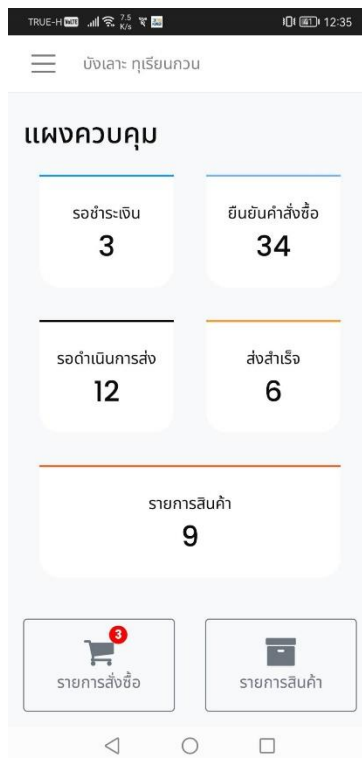 TRUE-H VoLTE 7.5 K/s 41 12:35
บังเลาะ ทุเรียนกวน
แผงควบคุม
รอชำระเงิน ยืนยันคำสั่งซื้อ
3 34
รอดำเนินการส่ง ส่งสำเร็จ
12 6
รายการสินค้า
9
3
รายการสั่งซื้อ รายการสินค้า